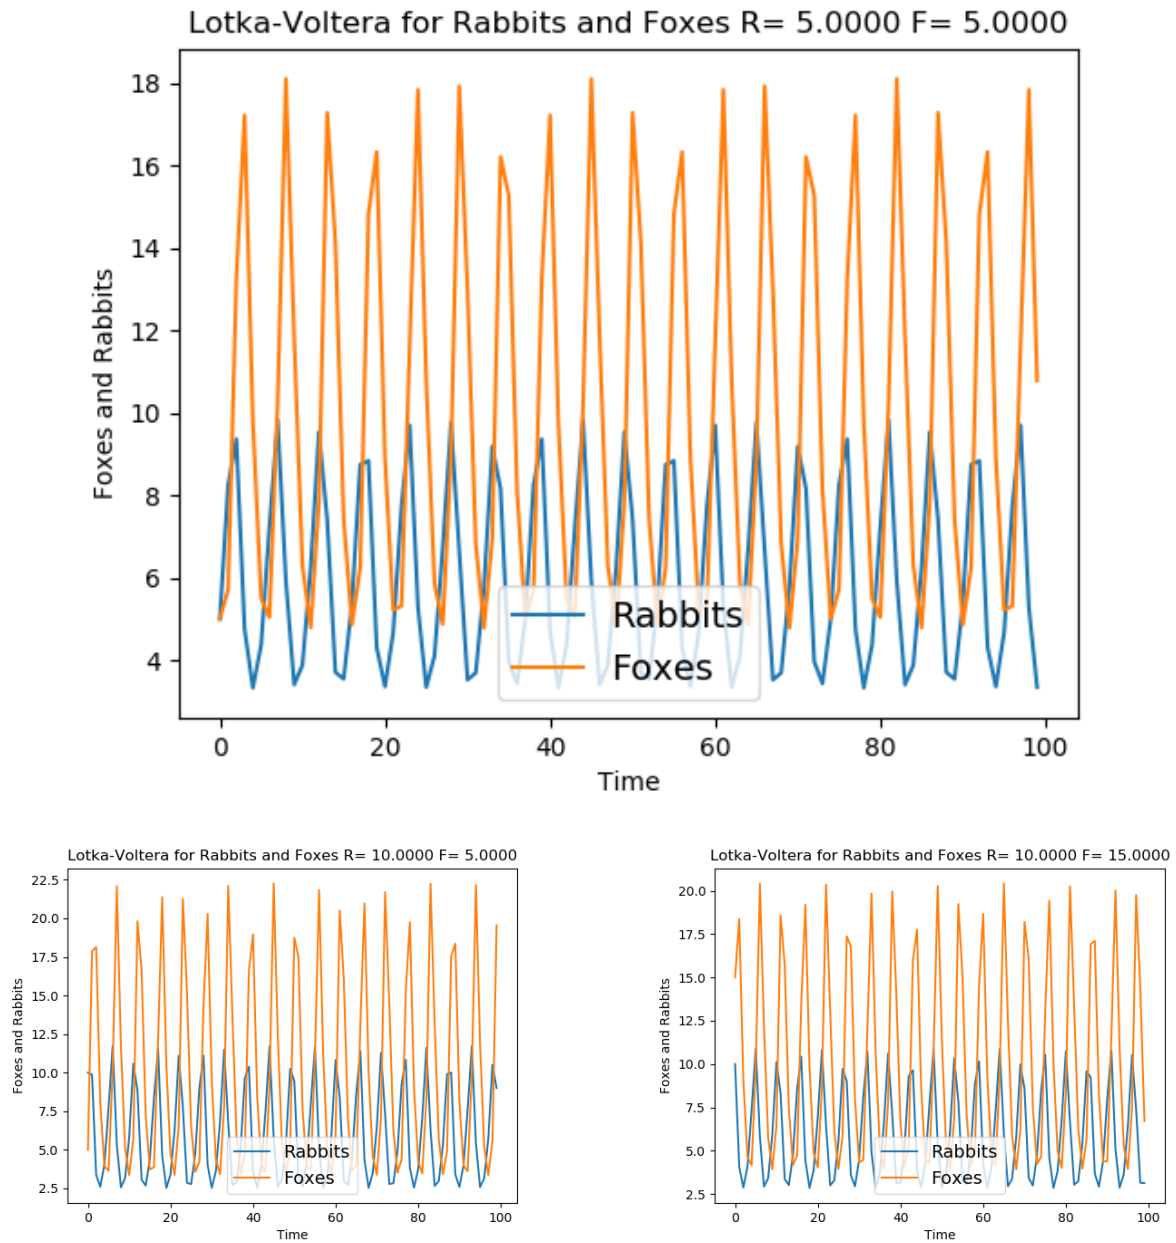 Lotka-Voltera for Rabbits and Foxes R= 5.0000 F= 5.0000
18
16
14
12
10
8
6
4
Foxes and Rabbits
Rabbits
Foxes
0 20 40 60 80 100
Time
Lotka-Voltera for Rabbits and Foxes R= 10.0000 F= 5.0000
22.5
20.0
17.5
15.0
12.5
10.0
7.5
5.0
2.5
Foxes and Rabbits
Rabbits
Foxes
0 20 40 60 80 100
Time
Lotka-Voltera for Rabbits and Foxes R= 10.0000 F= 15.0000
20.0
17.5
15.0
12.5
10.0
7.5
5.0
2.5
Foxes and Rabbits
Rabbits
Foxes
0 20 40 60 80 100
Time